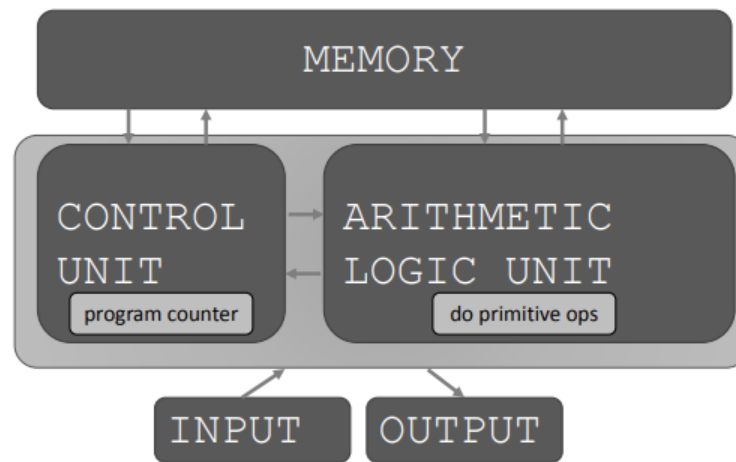 MEMORY
CONTROL
UNIT
program counter
ARITHMETIC
LOGIC UNIT
do primitive ops
INPUT
OUTPUT